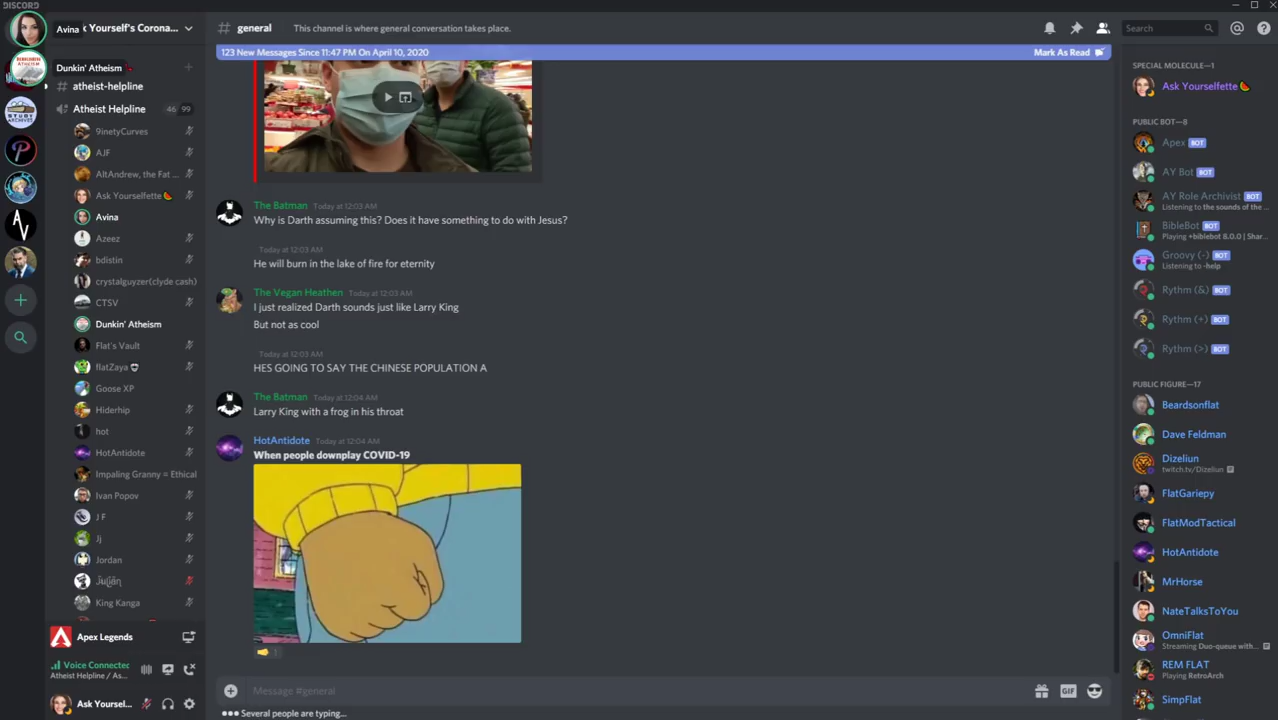 DISCORD
Avina
k Yourself's Corona...
Dunkin' Atheism
# atheist-helpline
Atheist Helpline 46 99
9inetyCurves
AJF
AltAndrew, the Fat ...
Ask Yourselfette
Avina
Azeez
bdistin
crystalguyzer(clyde cash)
CTSV
Dunkin' Atheism
Flat's Vault
flatZaya
Goose XP
Hiderhip
hot
HotAntidote
Impaling Granny = Ethical
Ivan Popov
J F
Jj
Jordan
King Kanga
Apex Legends
Voice Connected
Atheist Helpline / As...
Ask Yoursel...
STUDY
ARCHIVES
P
AV
# general
This channel is where general conversation takes place.
Search
123 New Messages Since 11:47 PM On April 10, 2020
Mark As Read
The Batman Today at 12:03 AM
Why is Darth assuming this? Does it have something to do with Jesus?
Today at 12:03 AM
He will burn in the lake of fire for eternity
The Vegan Heathen Today at 12:03 AM
I just realized Darth sounds just like Larry King
But not as cool
Today at 12:03 AM
HES GOING TO SAY THE CHINESE POPULATION A
The Batman Today at 12:04 AM
Larry King with a frog in his throat
HotAntidote Today at 12:04 AM
When people downplay COVID-19
1
Message #general
GIF
Several people are typing...
SPECIAL MOLECULE—1
Ask Yourselfette
PUBLIC BOT—8
Apex BOT
AY Bot BOT
AY Role Archivist BOT
Listening to the sounds of the ...
BibleBot BOT
Playing +biblebot 8.0.0 | Shar...
Groovy (-) BOT
Listening to -help
Rythm (&) BOT
Rythm (+) BOT
Rythm (>) BOT
PUBLIC FIGURE—17
Beardsonflat
Dave Feldman
Dizeliun
twitch.tv/Dizeliun
FlatGariepy
FlatModTactical
HotAntidote
MrHorse
NateTalksToYou
OmniFlat
Streaming Duo-queue with...
REM FLAT
Playing RetroArch
SimpFlat